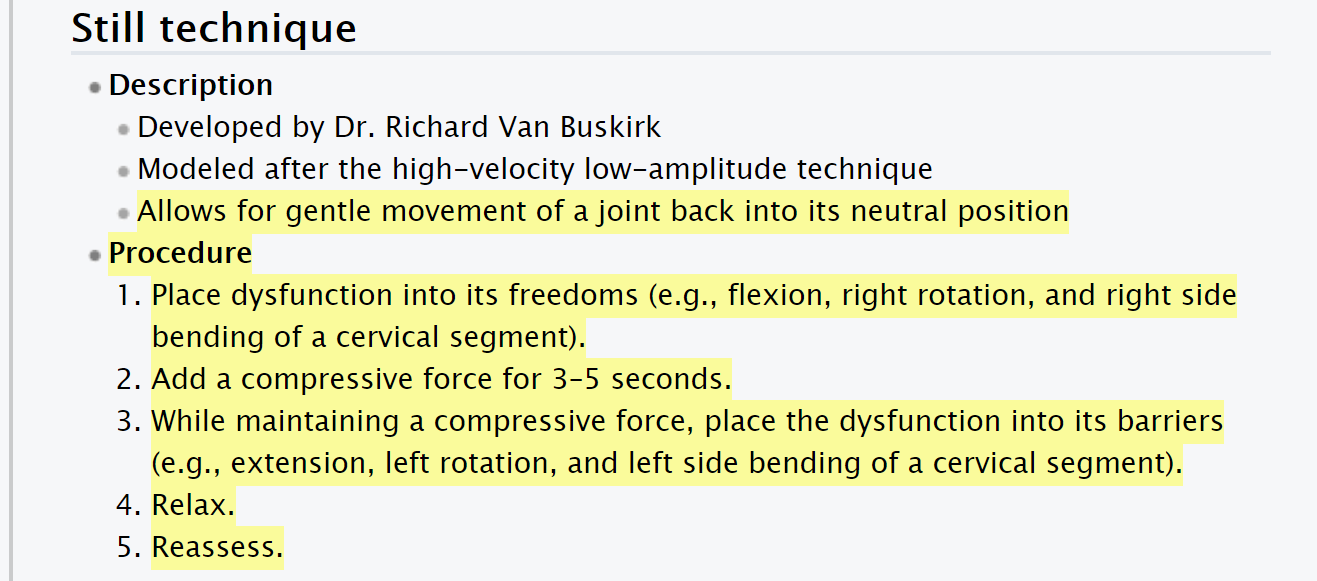 Still technique
Description
Developed by Dr. Richard Van Buskirk
Modeled after the high-velocity low-amplitude technique
Allows for gentle movement of a joint back into its neutral position
Procedure
1. Place dysfunction into its freedoms (e.g., flexion, right rotation, and right side
bending of a cervical segment).
2. Add a compressive force for 3–5 seconds.
3. While maintaining a compressive force, place the dysfunction into its barriers
(e.g., extension, left rotation, and left side bending of a cervical segment).
4. Relax.
5. Reassess.